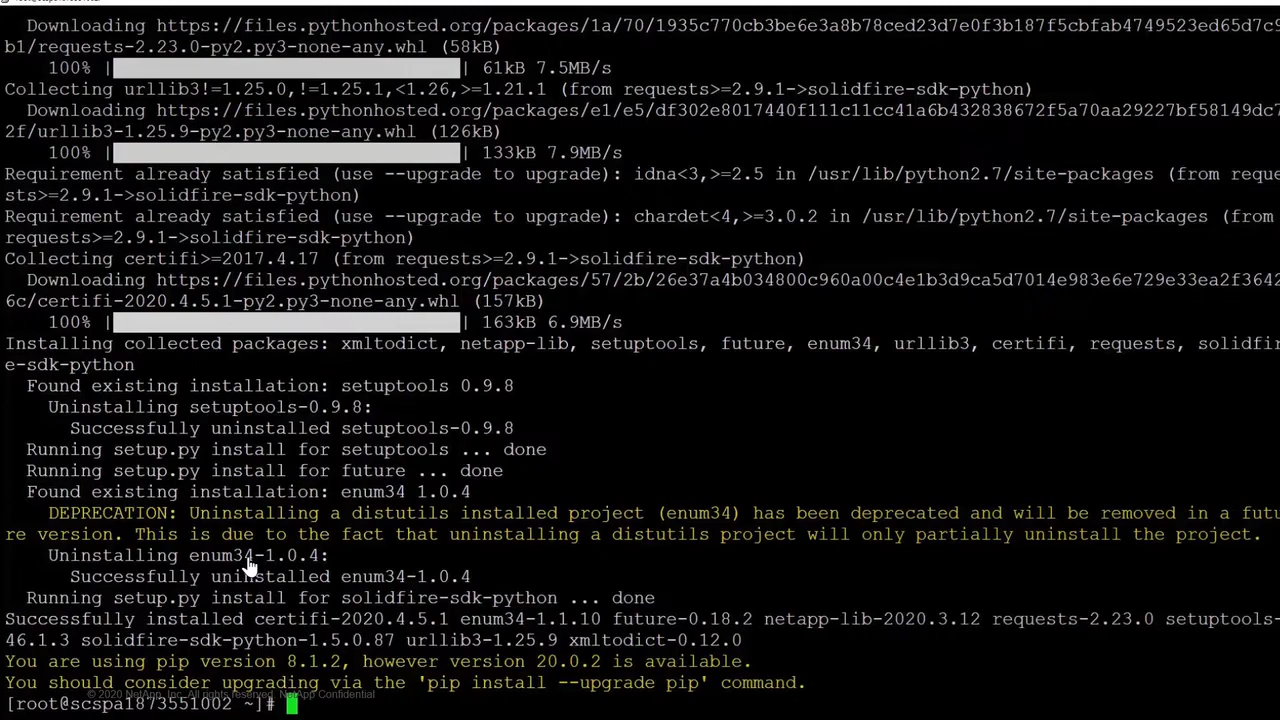 Downloading https://files.pythonhosted.org/packages/1a/70/1935c770cb3be6e3a8b78ced23d7e0f3b187f5cbfab4749523ed65d7c9
b1/requests-2.23.0-py2.py3-none-any.whl (58kB)
100% | | 61kB 7.5MB/s
Collecting urllib3!=1.25.0,!=1.25.1,<1.26,>=1.21.1 (from requests>=2.9.1->solidfire-sdk-python)
Downloading https://files.pythonhosted.org/packages/e1/e5/df302e8017440f111c11cc41a6b432838672f5a70aa29227bf58149dc7
2f/urllib3-1.25.9-py2.py3-none-any.whl (126kB)
100% | | 133kB 7.9MB/s
Requirement already satisfied (use --upgrade to upgrade): idna<3,>=2.5 in /usr/lib/python2.7/site-packages (from reque
sts>=2.9.1->solidfire-sdk-python)
Requirement already satisfied (use --upgrade to upgrade): chardet<4,>=3.0.2 in /usr/lib/python2.7/site-packages (from
requests>=2.9.1->solidfire-sdk-python)
Collecting certifi>=2017.4.17 (from requests>=2.9.1->solidfire-sdk-python)
Downloading https://files.pythonhosted.org/packages/57/2b/26e37a4b034800c960a00c4e1b3d9ca5d7014e983e6e729e33ea2f3642
6c/certifi-2020.4.5.1-py2.py3-none-any.whl (157kB)
100% | | 163kB 6.9MB/s
Installing collected packages: xmltodict, netapp-lib, setuptools, future, enum34, urllib3, certifi, requests, solidfir
e-sdk-python
Found existing installation: setuptools 0.9.8
Uninstalling setuptools-0.9.8:
Successfully uninstalled setuptools-0.9.8
Running setup.py install for setuptools ... done
Running setup.py install for future ... done
Found existing installation: enum34 1.0.4
DEPRECATION: Uninstalling a distutils installed project (enum34) has been deprecated and will be removed in a futu
re version. This is due to the fact that uninstalling a distutils project will only partially uninstall the project.
Uninstalling enum34-1.0.4:
Successfully uninstalled enum34-1.0.4
Running setup.py install for solidfire-sdk-python ... done
Successfully installed certifi-2020.4.5.1 enum34-1.1.10 future-0.18.2 netapp-lib-2020.3.12 requests-2.23.0 setuptools-
46.1.3 solidfire-sdk-python-1.5.0.87 urllib3-1.25.9 xmltodict-0.12.0
You are using pip version 8.1.2, however version 20.0.2 is available.
You should consider upgrading via the 'pip install --upgrade pip' command.
© 2020 NetApp, Inc. All rights reserved. NetApp Confidential
[root@scspa1873551002 ~]#